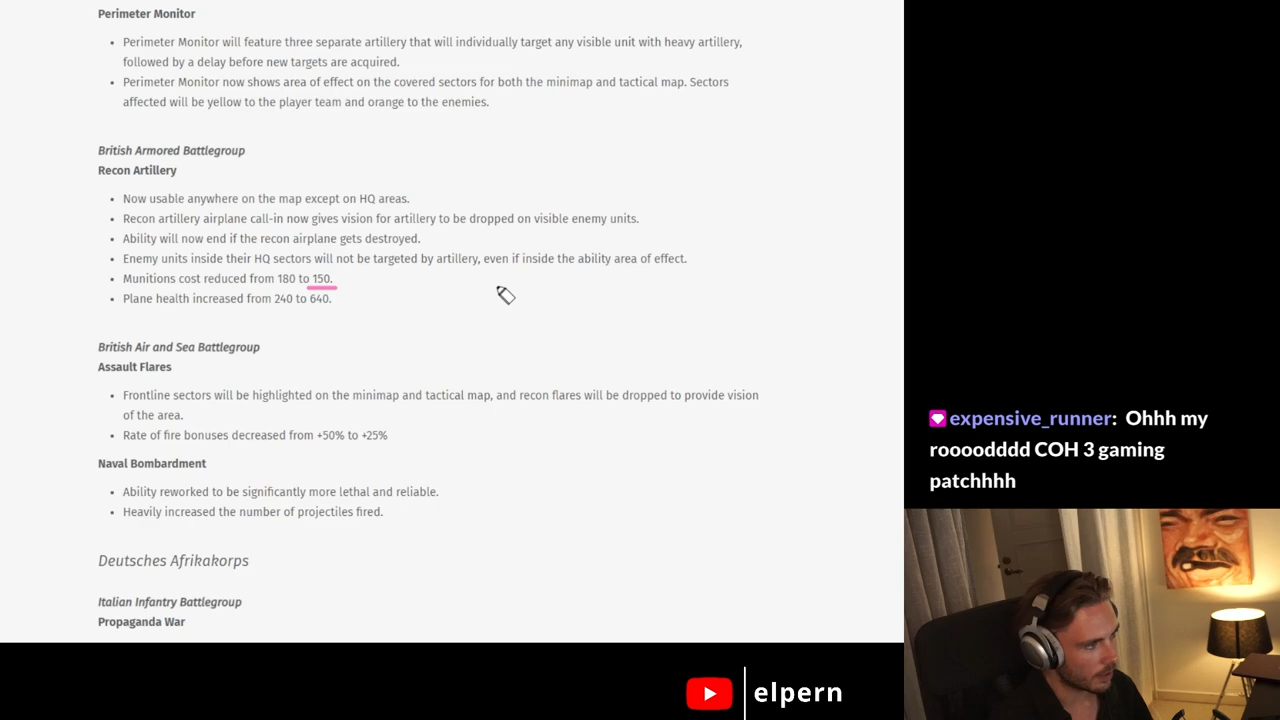 Perimeter Monitor
• Perimeter Monitor will feature three separate artillery that will individually target any visible unit with heavy artillery,
followed by a delay before new targets are acquired.
• Perimeter Monitor now shows area of effect on the covered sectors for both the minimap and tactical map. Sectors
affected will be yellow to the player team and orange to the enemies.
British Armored Battlegroup
Recon Artillery
• Now usable anywhere on the map except on HQ areas.
• Recon artillery airplane call-in now gives vision for artillery to be dropped on visible enemy units.
• Ability will now end if the recon airplane gets destroyed.
• Enemy units inside their HQ sectors will not be targeted by artillery, even if inside the ability area of effect.
• Munitions cost reduced from 180 to 150.
• Plane health increased from 240 to 640.
British Air and Sea Battlegroup
Assault Flares
• Frontline sectors will be highlighted on the minimap and tactical map, and recon flares will be dropped to provide vision
of the area.
• Rate of fire bonuses decreased from +50% to +25%
Naval Bombardment
• Ability reworked to be significantly more lethal and reliable.
• Heavily increased the number of projectiles fired.
Deutsches Afrikakorps
Italian Infantry Battlegroup
Propaganda War
expensive_runner: Ohhh my
roooodddd COH 3 gaming
patchhhh
elpern